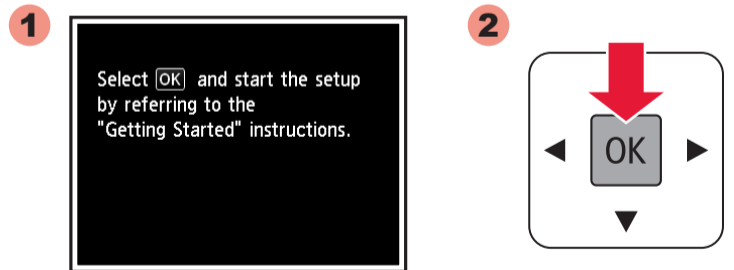 1
Select OK and start the setup
by referring to the
"Getting Started" instructions.
2
OK